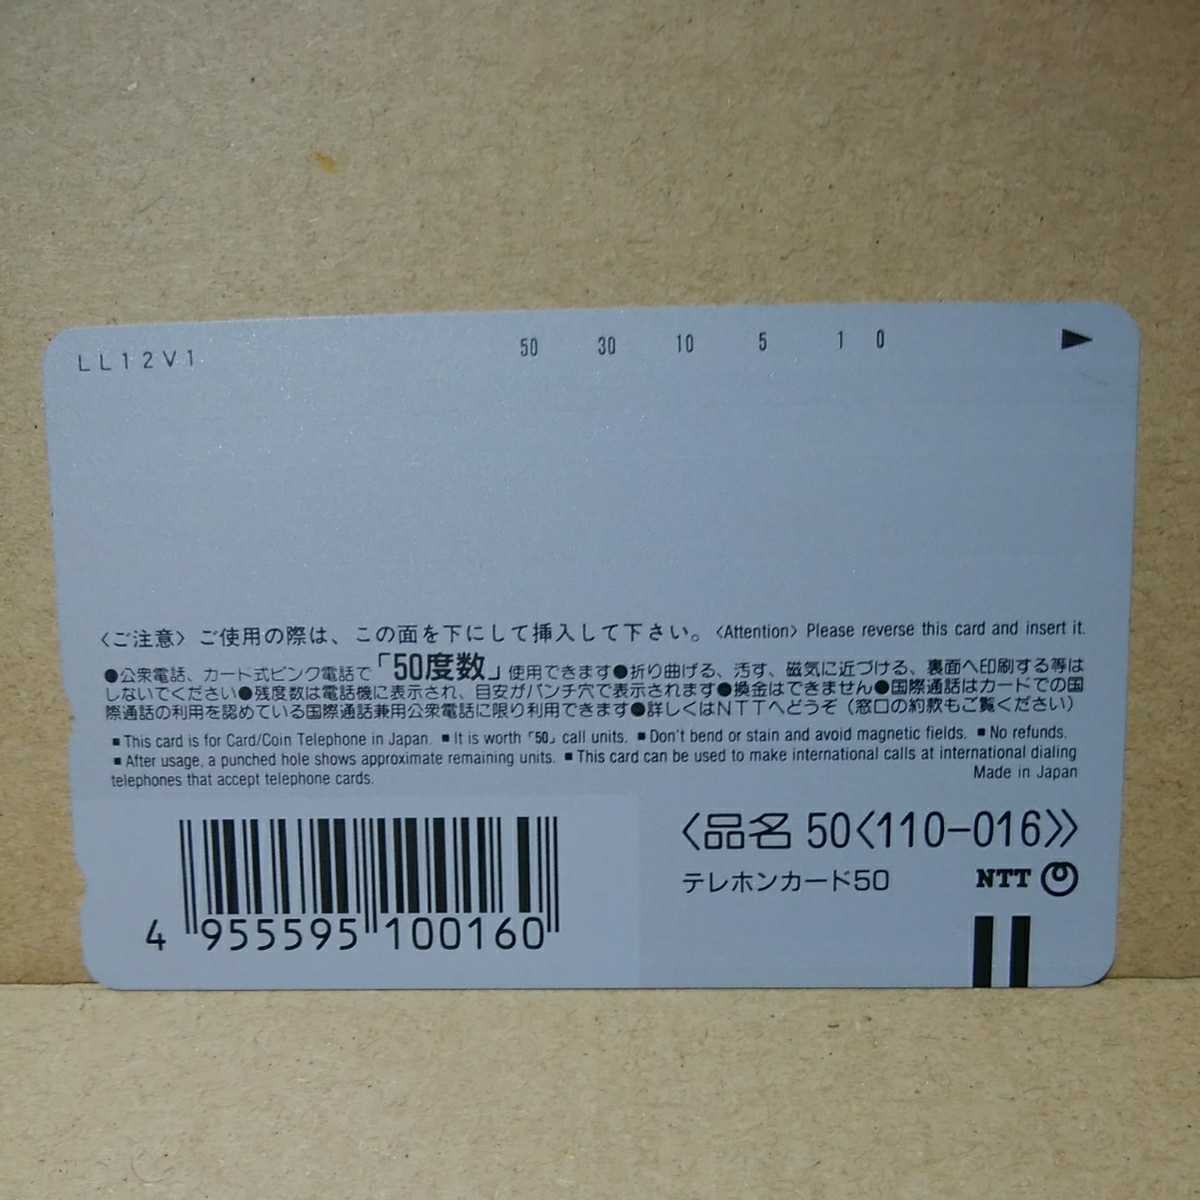 LL12V1 50 30 10 5 1 0 ▶
〈ご注意〉ご使用の際は、この面を下にして挿入して下さい。〈Attention〉Please reverse this card and insert it.
●公衆電話、カード式ピンク電話で「50度数」使用できます●折り曲げる、汚す、磁気に近づける、裏面へ印刷する等は
しないでください●残度数は電話機に表示され、目安がパンチ穴で表示されます●換金はできません●国際通話はカードでの国
際通話の利用を認めている国際通話兼用公衆電話に限り利用できます●詳しくはNTTへどうぞ（窓口の約款もご覧ください）
■This card is for Card/Coin Telephone in Japan. ■It is worth「50」call units. ■Don't bend or stain and avoid magnetic fields. ■No refunds.
■After usage, a punched hole shows approximate remaining units. ■This card can be used to make international calls at international dialing
telephones that accept telephone cards. Made in Japan
〈品名 50〈110-016〉〉
テレホンカード50 NTT
4 955595 100160